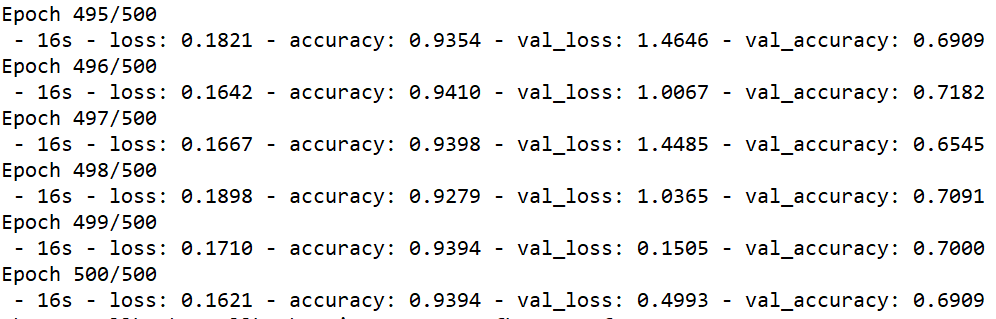 Epoch 495/500
 - 16s - loss: 0.1821 - accuracy: 0.9354 - val_loss: 1.4646 - val_accuracy: 0.6909
Epoch 496/500
 - 16s - loss: 0.1642 - accuracy: 0.9410 - val_loss: 1.0067 - val_accuracy: 0.7182
Epoch 497/500
 - 16s - loss: 0.1667 - accuracy: 0.9398 - val_loss: 1.4485 - val_accuracy: 0.6545
Epoch 498/500
 - 16s - loss: 0.1898 - accuracy: 0.9279 - val_loss: 1.0365 - val_accuracy: 0.7091
Epoch 499/500
 - 16s - loss: 0.1710 - accuracy: 0.9394 - val_loss: 0.1505 - val_accuracy: 0.7000
Epoch 500/500
 - 16s - loss: 0.1621 - accuracy: 0.9394 - val_loss: 0.4993 - val_accuracy: 0.6909